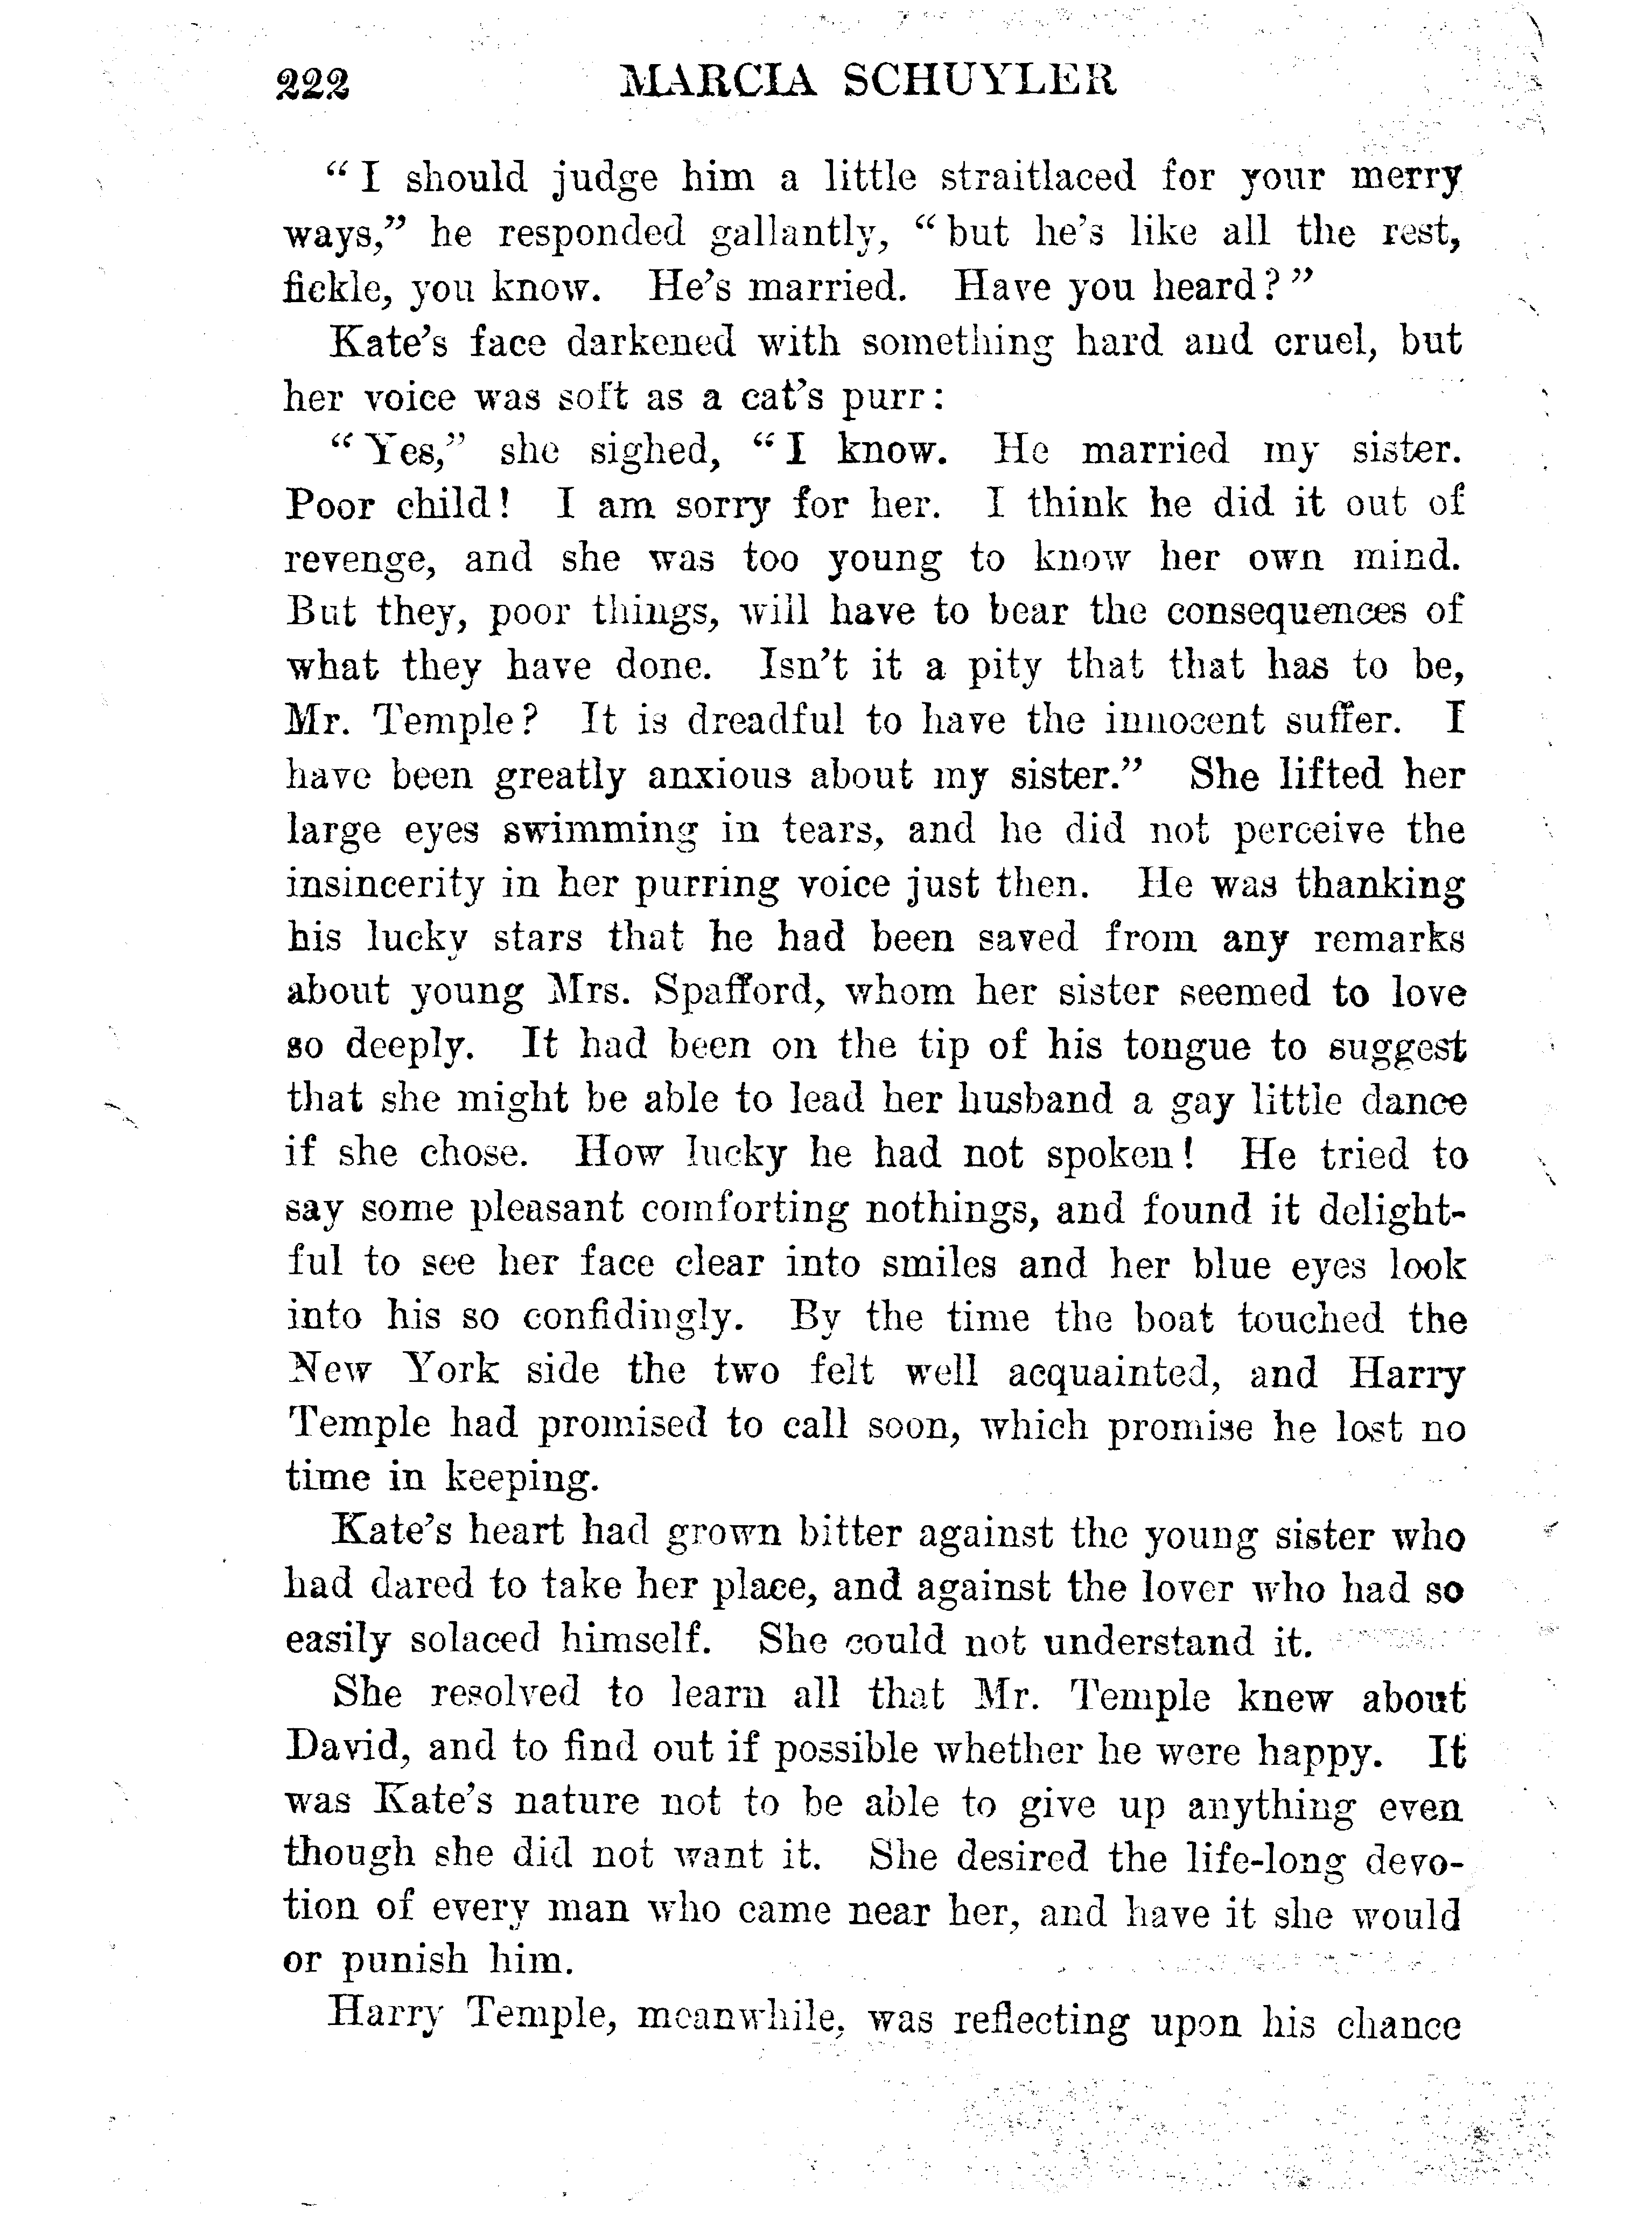 222 MARCIA SCHUYLER
“ I should judge him a little straitlaced for your merry
ways,” he responded gallantly, “ but he’s like all the rest,
fickle, you know. He’s married. Have you heard? ”
Kate’s face darkened with something hard and cruel, but
her voice was soft as a cat’s purr:
“ Yes,” she sighed, “ I know. He married my sister.
Poor child! I am sorry for her. I think he did it out of
revenge, and she was too young to know her own mind.
But they, poor things, will have to bear the consequences of
what they have done. Isn’t it a pity that that has to be,
Mr. Temple? It is dreadful to have the innocent suffer. I
have been greatly anxious about my sister.” She lifted her
large eyes swimming in tears, and he did not perceive the
insincerity in her purring voice just then. He was thanking
his lucky stars that he had been saved from any remarks
about young Mrs. Spafford, whom her sister seemed to love
so deeply. It had been on the tip of his tongue to suggest
that she might be able to lead her husband a gay little dance
if she chose. How lucky he had not spoken! He tried to
say some pleasant comforting nothings, and found it delight-
ful to see her face clear into smiles and her blue eyes look
into his so confidingly. By the time the boat touched the
New York side the two felt well acquainted, and Harry
Temple had promised to call soon, which promise he lost no
time in keeping.
Kate’s heart had grown bitter against the young sister who
had dared to take her place, and against the lover who had so
easily solaced himself. She could not understand it.
She resolved to learn all that Mr. Temple knew about
David, and to find out if possible whether he were happy. It
was Kate’s nature not to be able to give up anything even
though she did not want it. She desired the life-long devo-
tion of every man who came near her, and have it she would
or punish him.
Harry Temple, meanwhile, was reflecting upon his chance